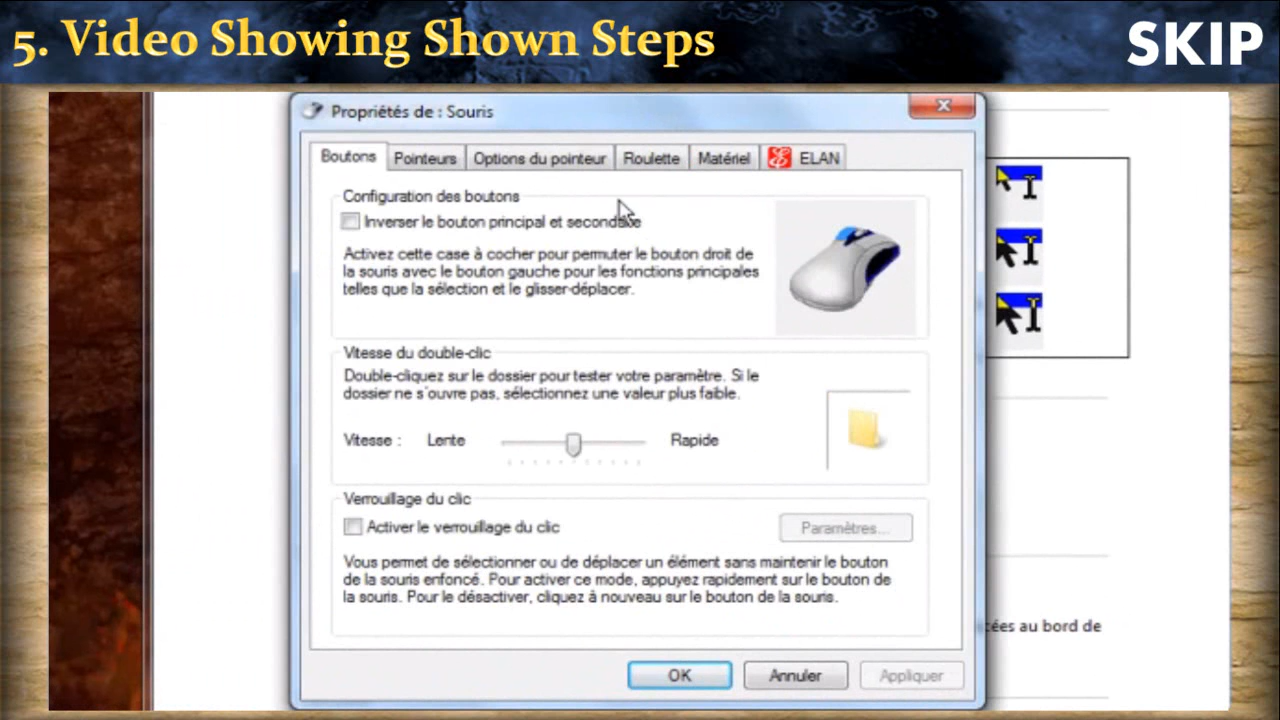 5. Video Showing Shown Steps
SKIP
Propriétés de : Souris
Boutons
Pointeurs
Options du pointeur
Roulette
Matériel
ELAN
Configuration des boutons
Inverser le bouton principal et secondaire
Activez cette case à cocher pour permuter le bouton droit de
la souris avec le bouton gauche pour les fonctions principales
telles que la sélection et le glisser-déplacer.
Vitesse du double-clic
Double-cliquez sur le dossier pour tester votre paramètre. Si le
dossier ne s'ouvre pas, sélectionnez une valeur plus faible.
Vitesse : Lente Rapide
Verrouillage du clic
Activer le verrouillage du clic
Paramètres...
Vous permet de sélectionner ou de déplacer un élément sans maintenir le bouton
de la souris enfoncé. Pour activer ce mode, appuyez rapidement sur le bouton de
la souris. Pour le désactiver, cliquez à nouveau sur le bouton de la souris.
au bord de
OK
Annuler
Appliquer